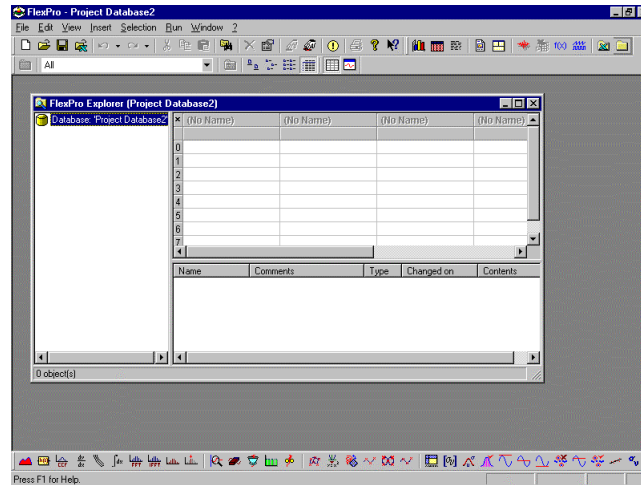 FlexPro - Project Database2
File Edit View Insert Selection Run Window ?
All
FlexPro Explorer (Project Database2)
Database: 'Project Database2'
(No Name) (No Name) (No Name) (No Name)
0
1
2
3
4
5
6
7
Name Comments Type Changed on Contents
0 object(s)
Press F1 for Help.